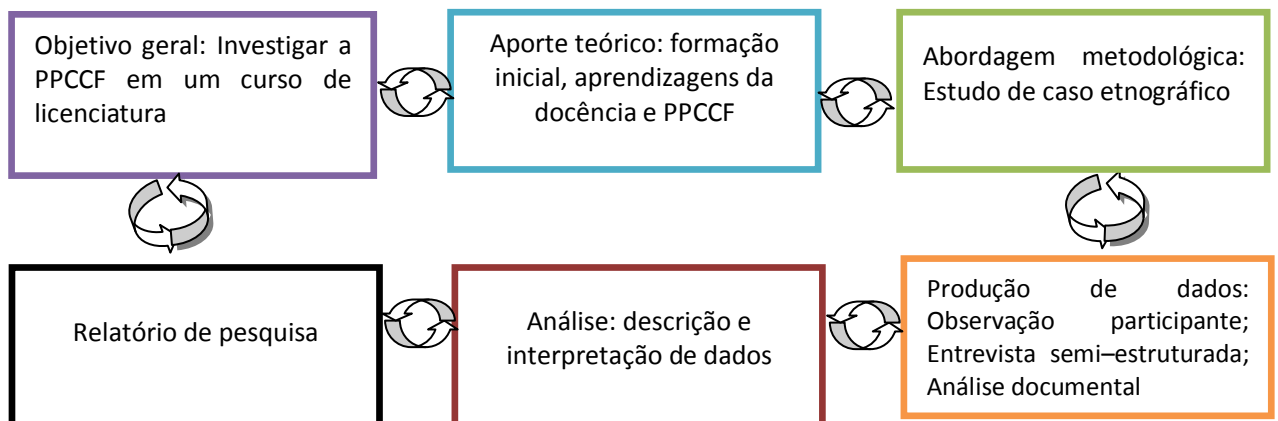 Objetivo geral: Investigar a
PPCCF em um curso de
licenciatura
Aporte teórico: formação
inicial, aprendizagens da
docência e PPCCF
Abordagem metodológica:
Estudo de caso etnográfico
Relatório de pesquisa
Análise: descrição e
interpretação de dados
Produção de dados:
Observação participante;
Entrevista semi–estruturada;
Análise documental